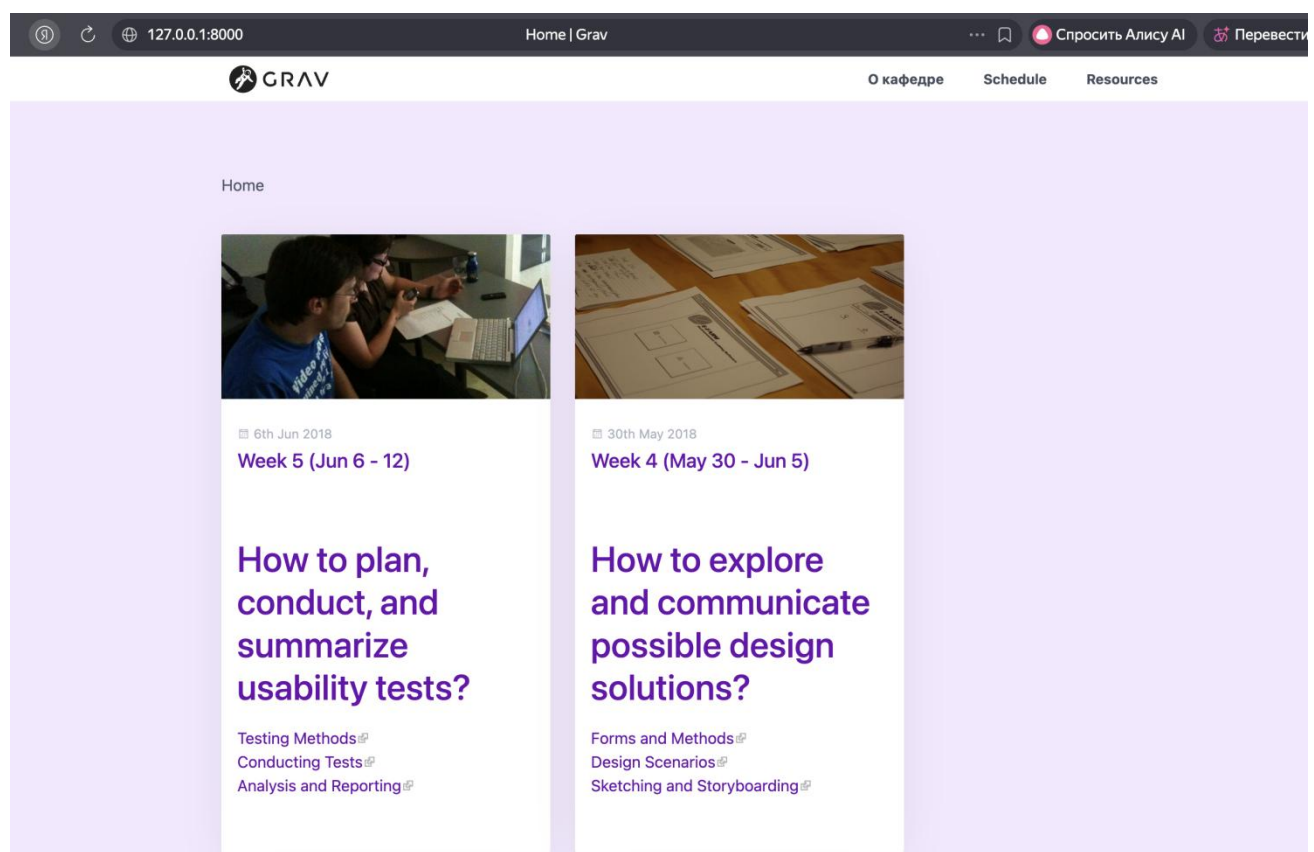 127.0.0.1:8000
Home | Grav
Спросить Алису AI
Перевести
GRAV
О кафедре
Schedule
Resources
Home
6th Jun 2018
Week 5 (Jun 6 - 12)
How to plan,
conduct, and
summarize
usability tests?
Testing Methods
Conducting Tests
Analysis and Reporting
30th May 2018
Week 4 (May 30 - Jun 5)
How to explore
and communicate
possible design
solutions?
Forms and Methods
Design Scenarios
Sketching and Storyboarding